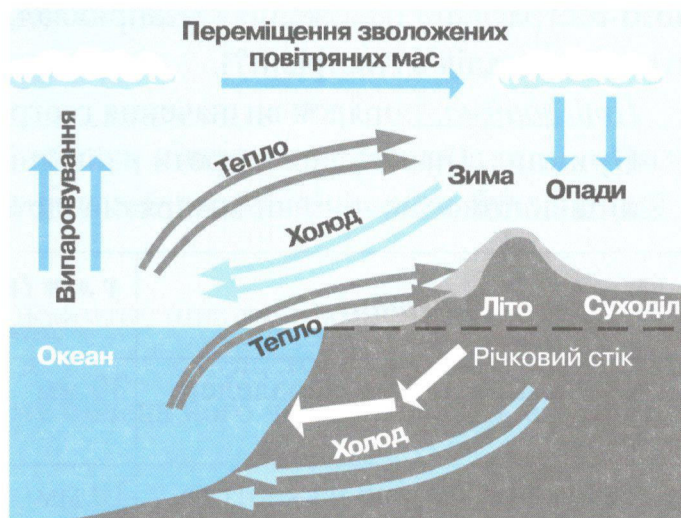 Переміщення зволожених
повітряних мас
Випаровування
Тепло
Зима
Опади
Холод
Літо
Суходіл
Океан
Тепло
Річковий стік
Холод